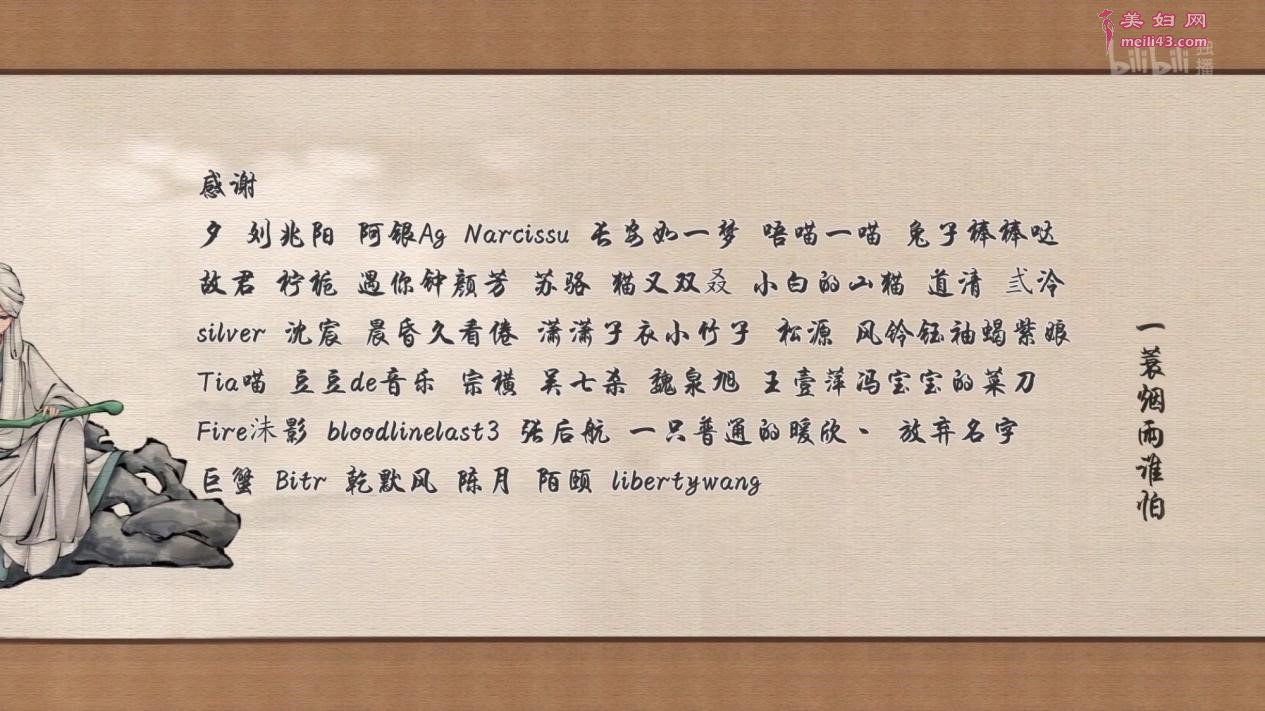 美妇网
meili43.com
bilibili 独播
感谢
夕 刘兆阳 阿银Ag Narcissu 长安如一梦 唔喵一喵 兔子棒棒哒
故君 柠栀 遇你钟颜芳 苏骆 猫又双叒 小白的山猫 道清 弎泠
silver 沈宸 晨昏久看倦 潇潇子衣小竹子 松源 风铃钰袖蝎紫娘
Tia喵 豆豆de音乐 宗横 吴七杀 魏泉旭 王壹萍冯宝宝的菜刀
Fire沬影 bloodlinelast3 张后航 一只普通的暖欣丶 放弃名字
巨蟹 Bitr 乾默风 陈月 陌颐 libertywang
一蓑烟雨谁怕